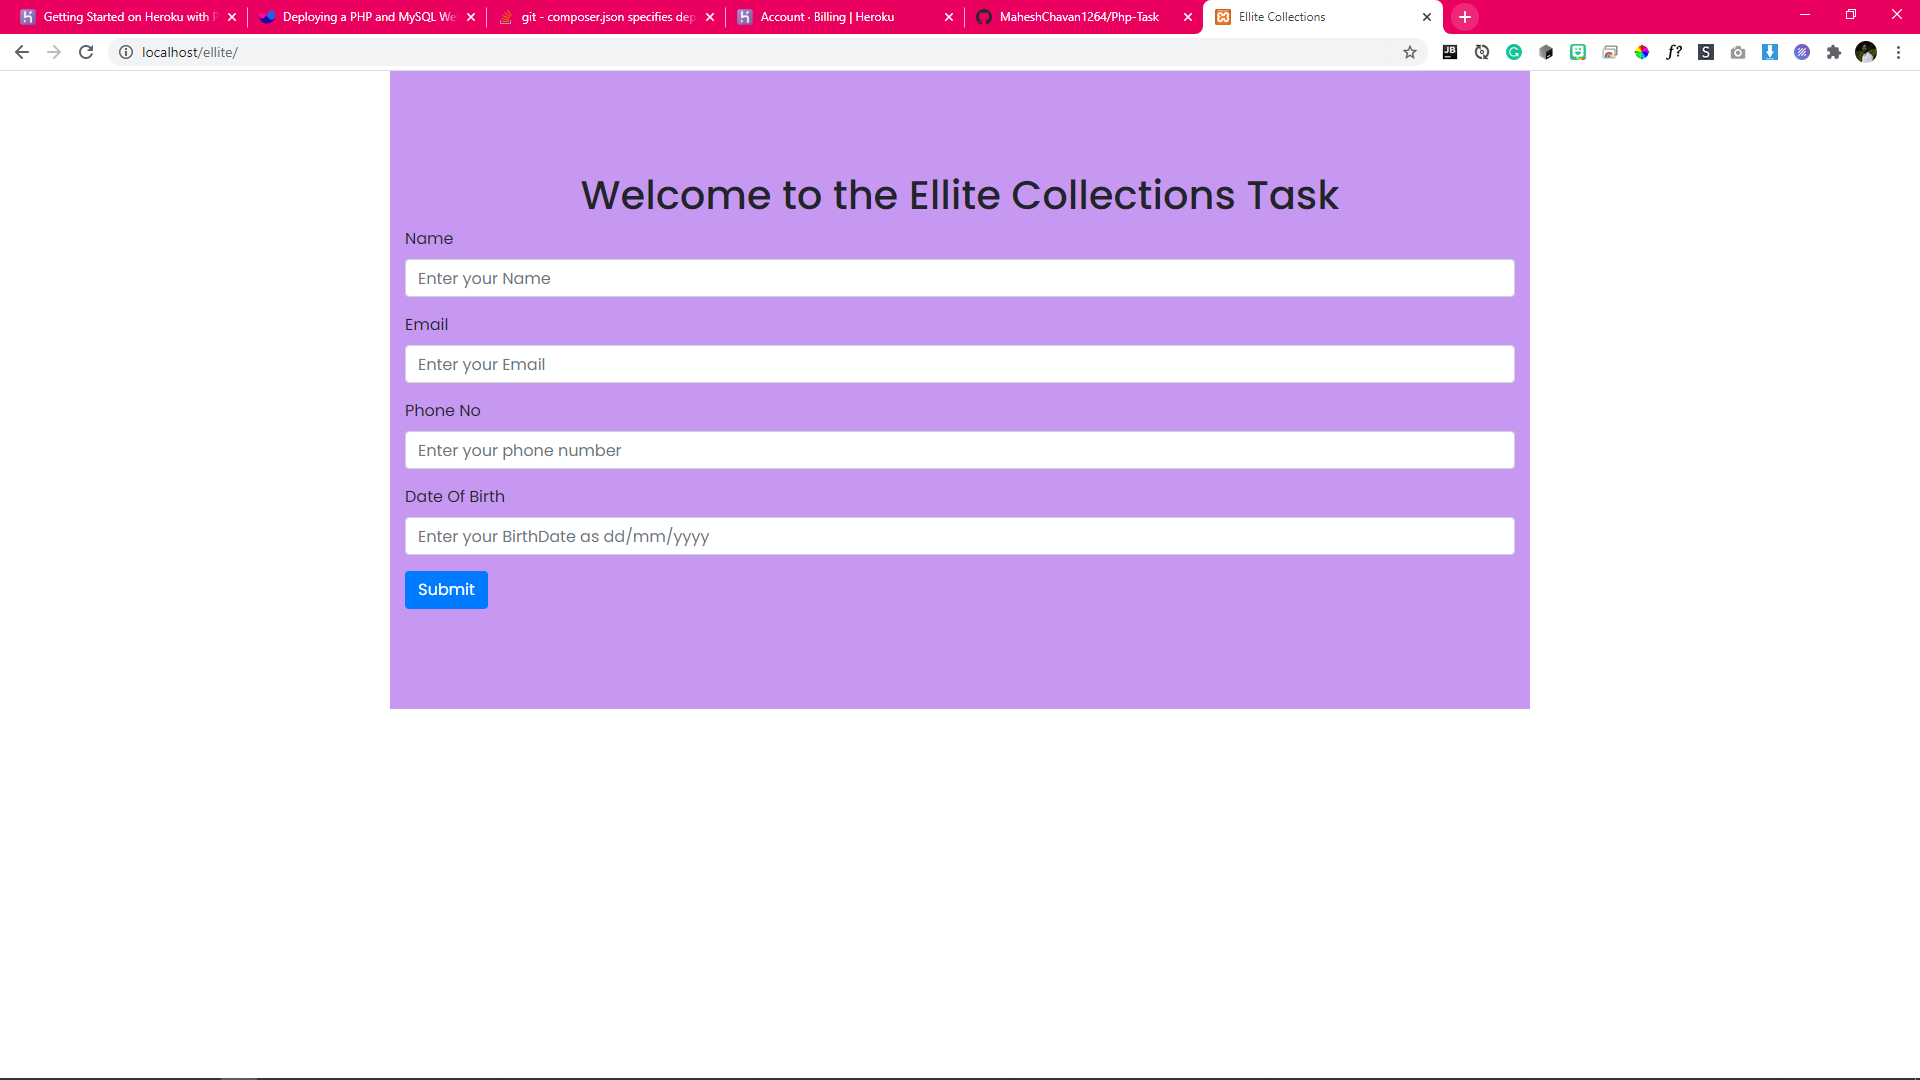 Getting Started on Heroku with
Deploying a PHP and MySQL We
git - composer.json specifies dep
Account · Billing | Heroku
MaheshChavan1264/Php-Task
Ellite Collections
localhost/ellite/
JB
f?
S
Welcome to the Ellite Collections Task
Name
Enter your Name
Email
Enter your Email
Phone No
Enter your phone number
Date Of Birth
Enter your BirthDate as dd/mm/yyyy
Submit